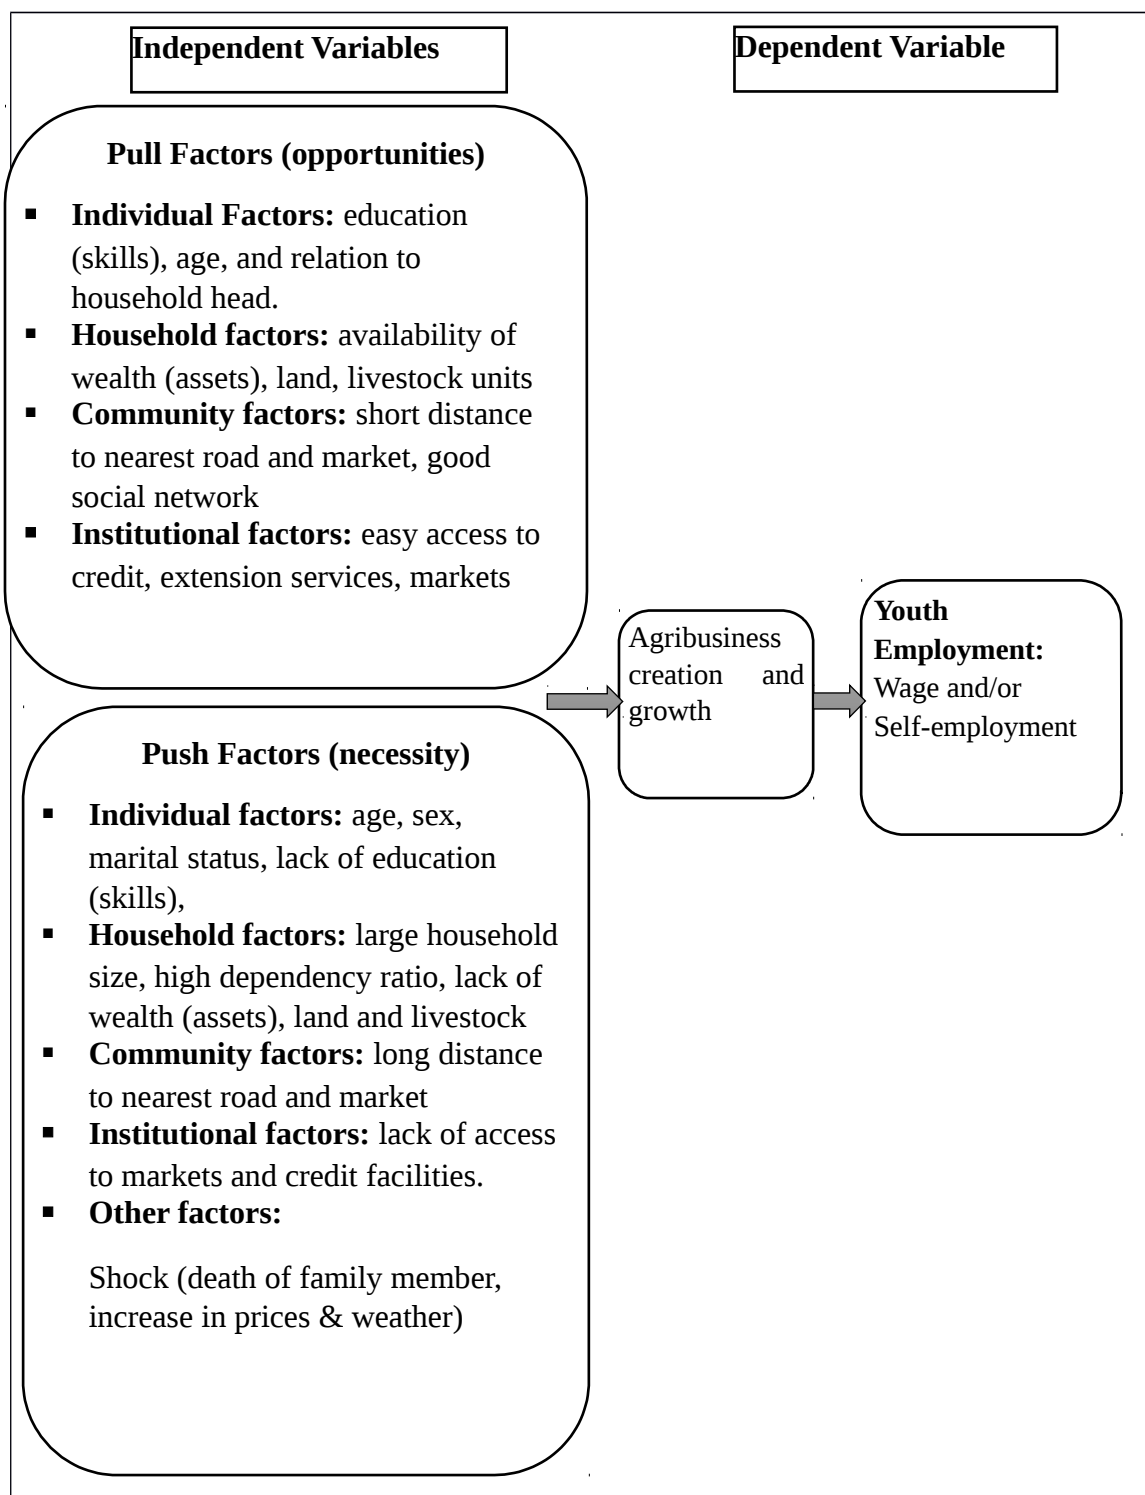 Independent Variables
Dependent Variable
Pull Factors (opportunities)
▪ Individual Factors: education
(skills), age, and relation to
household head.
▪ Household factors: availability of
wealth (assets), land, livestock units
▪ Community factors: short distance
to nearest road and market, good
social network
▪ Institutional factors: easy access to
credit, extension services, markets
Push Factors (necessity)
▪ Individual factors: age, sex,
marital status, lack of education
(skills),
▪ Household factors: large household
size, high dependency ratio, lack of
wealth (assets), land and livestock
▪ Community factors: long distance
to nearest road and market
▪ Institutional factors: lack of access
to markets and credit facilities.
▪ Other factors:
Shock (death of family member,
increase in prices & weather)
Agribusiness
creation and
growth
Youth
Employment:
Wage and/or
Self-employment